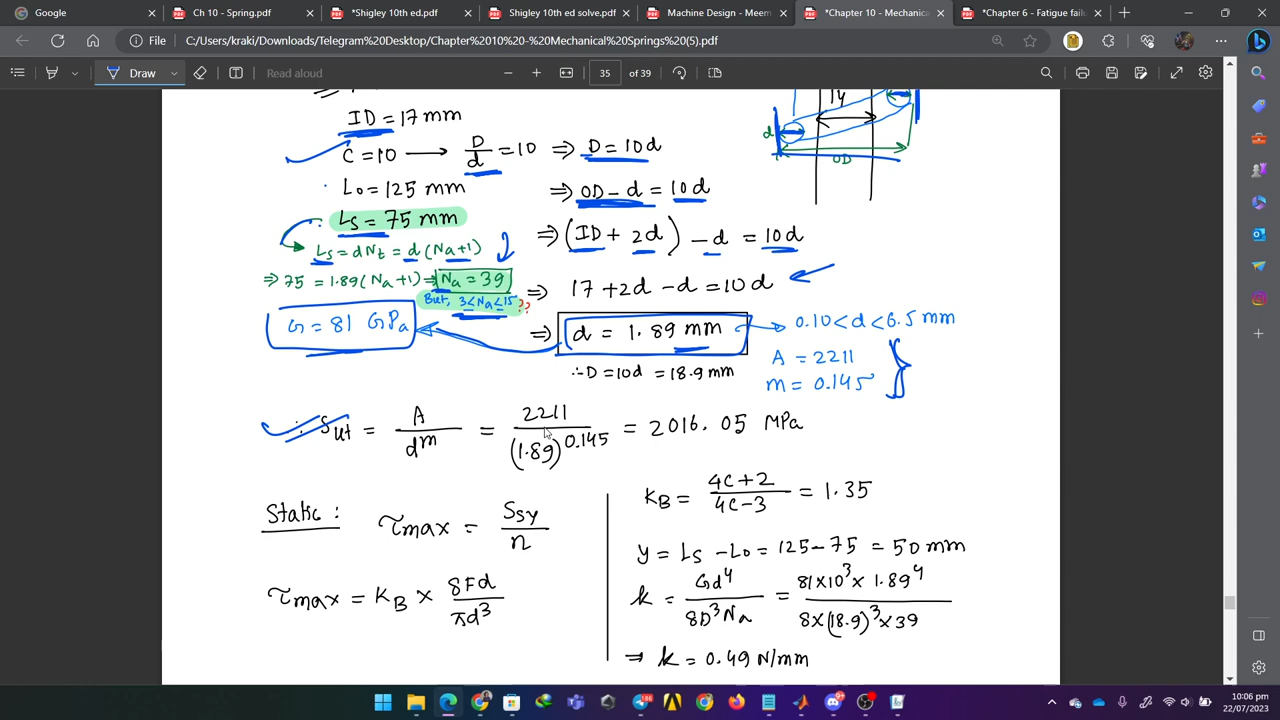 Google
Ch 10 - Spring.pdf
*Shigley 10th ed.pdf
Shigley 10th ed solve.pdf
Machine Design - Meem
*Chapter 10 - Mechanica
*Chapter 6 - Fatigue failu
File
C:/Users/kraki/Downloads/Telegram%20Desktop/Chapter%2010%20-%20Mechanical%20Springs%20(5).pdf
Draw
Read aloud
35 of 39
ID = 17 mm
C = 10 → D/d = 10 ⇒ D = 10d
L0 = 125 mm ⇒ OD - d = 10d
∴ Ls = 75 mm ⇒ (ID + 2d) - d = 10d
Ls = dNt = d(Na+1)
⇒ 75 = 1.89(Na+1) ⇒ Na = 39
⇒ 17 + 2d - d = 10d
But, 3≤Na≤15 ??
G = 81 GPa
⇒ d = 1.89 mm → 0.10 < d < 6.5 mm
∴ D = 10d = 18.9 mm
A = 2211
m = 0.145
d
14
OD
∴ Sut = A/d^m = 2211/(1.89)^0.145 = 2016.05 MPa
Static : τmax = Ssy/n
τmax = KB × 8Fd/πd³
KB = 4C+2/4C-3 = 1.35
y = Ls - L0 = 125 - 75 = 50 mm
k = Gd⁴/8D³Na = 81×10³× 1.89⁴/8×(18.9)³×39
⇒ k = 0.49 N/mm
10:06 pm
22/07/2023